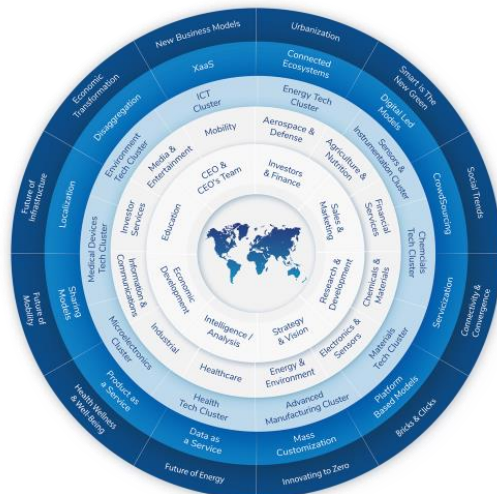 New Business Models
Urbanization
Smart is The
New Green
Social Trends
Connectivity &
Convergence
Bricks & Clicks
Innovating to Zero
Future of Energy
Health Wellness
& Well-Being
Future of
Mobility
Future of
Infrastructure
Economic
Transformation
XaaS
Connected
Ecosystems
Digital Led
Models
CrowdSourcing
Servicization
Platform
Based Models
Mass
Customization
Data as
a Service
Product as
a Service
Sharing
Models
Localization
Disaggregation
ICT
Cluster
Energy Tech
Cluster
Sensors &
Instrumentation Cluster
Chemcials
Tech Cluster
Materials
Tech Cluster
Advanced
Manufacturing Cluster
Health
Tech Cluster
Microelectronics
Cluster
Medical Devices
Tech Cluster
Environment
Tech Cluster
Mobility
Aerospace &
Defense
Agriculture &
Nutrition
Financial
Services
Chemicals &
Materials
Electronics &
Sensors
Energy &
Environment
Healthcare
Industrial
Information &
Communications
Investor
Services
Media &
Entertainment
CEO &
CEO's Team
Investors
& Finance
Sales &
Marketing
Research &
Development
Strategy
& Vision
Intelligence /
Analysis
Economic
Development
Education